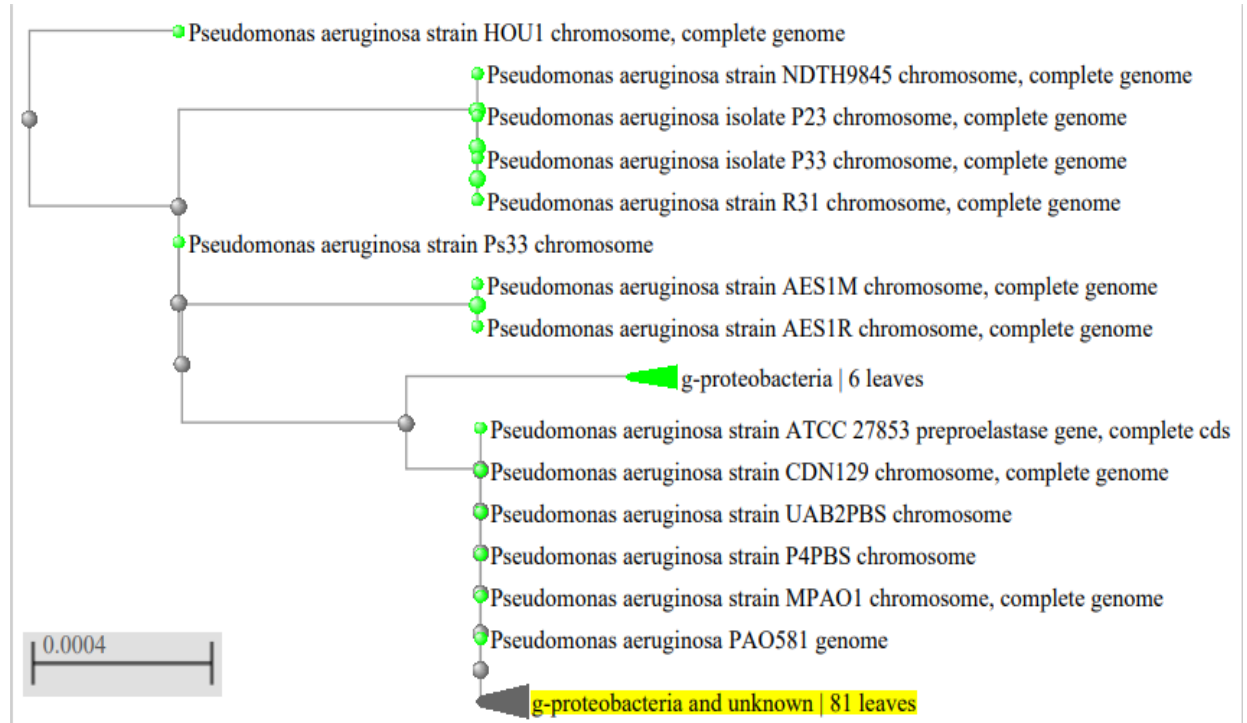 Pseudomonas aeruginosa strain HOU1 chromosome, complete genome
Pseudomonas aeruginosa strain NDTH9845 chromosome, complete genome
Pseudomonas aeruginosa isolate P23 chromosome, complete genome
Pseudomonas aeruginosa isolate P33 chromosome, complete genome
Pseudomonas aeruginosa strain R31 chromosome, complete genome
Pseudomonas aeruginosa strain Ps33 chromosome
Pseudomonas aeruginosa strain AES1M chromosome, complete genome
Pseudomonas aeruginosa strain AES1R chromosome, complete genome
g-proteobacteria | 6 leaves
Pseudomonas aeruginosa strain ATCC 27853 preproelastase gene, complete cds
Pseudomonas aeruginosa strain CDN129 chromosome, complete genome
Pseudomonas aeruginosa strain UAB2PBS chromosome
Pseudomonas aeruginosa strain P4PBS chromosome
Pseudomonas aeruginosa strain MPAO1 chromosome, complete genome
Pseudomonas aeruginosa PAO581 genome
0.0004
g-proteobacteria and unknown | 81 leaves